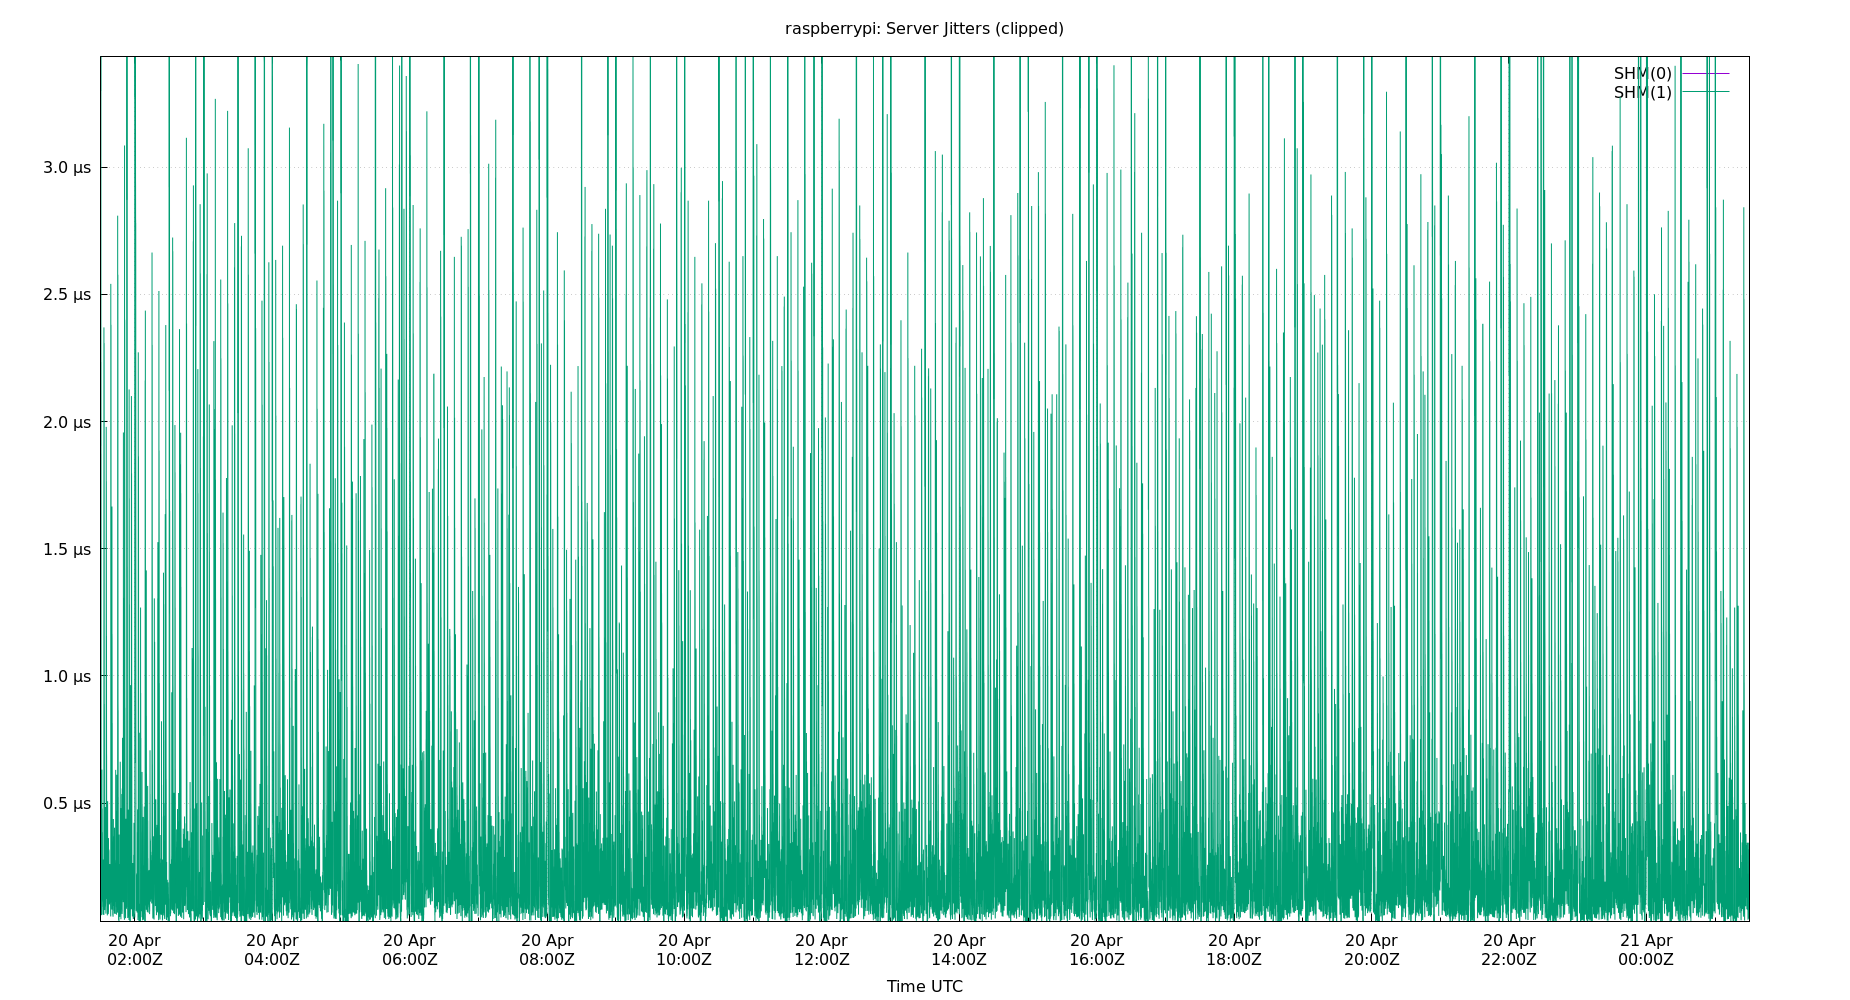 raspberrypi: Server Jitters (clipped)
SHM(0)
SHM(1)
3.0 µs
2.5 µs
2.0 µs
1.5 µs
1.0 µs
0.5 µs
20 Apr 20 Apr 20 Apr 20 Apr 20 Apr 20 Apr 20 Apr 20 Apr 20 Apr 20 Apr 20 Apr 21 Apr
02:00Z 04:00Z 06:00Z 08:00Z 10:00Z 12:00Z 14:00Z 16:00Z 18:00Z 20:00Z 22:00Z 00:00Z
Time UTC